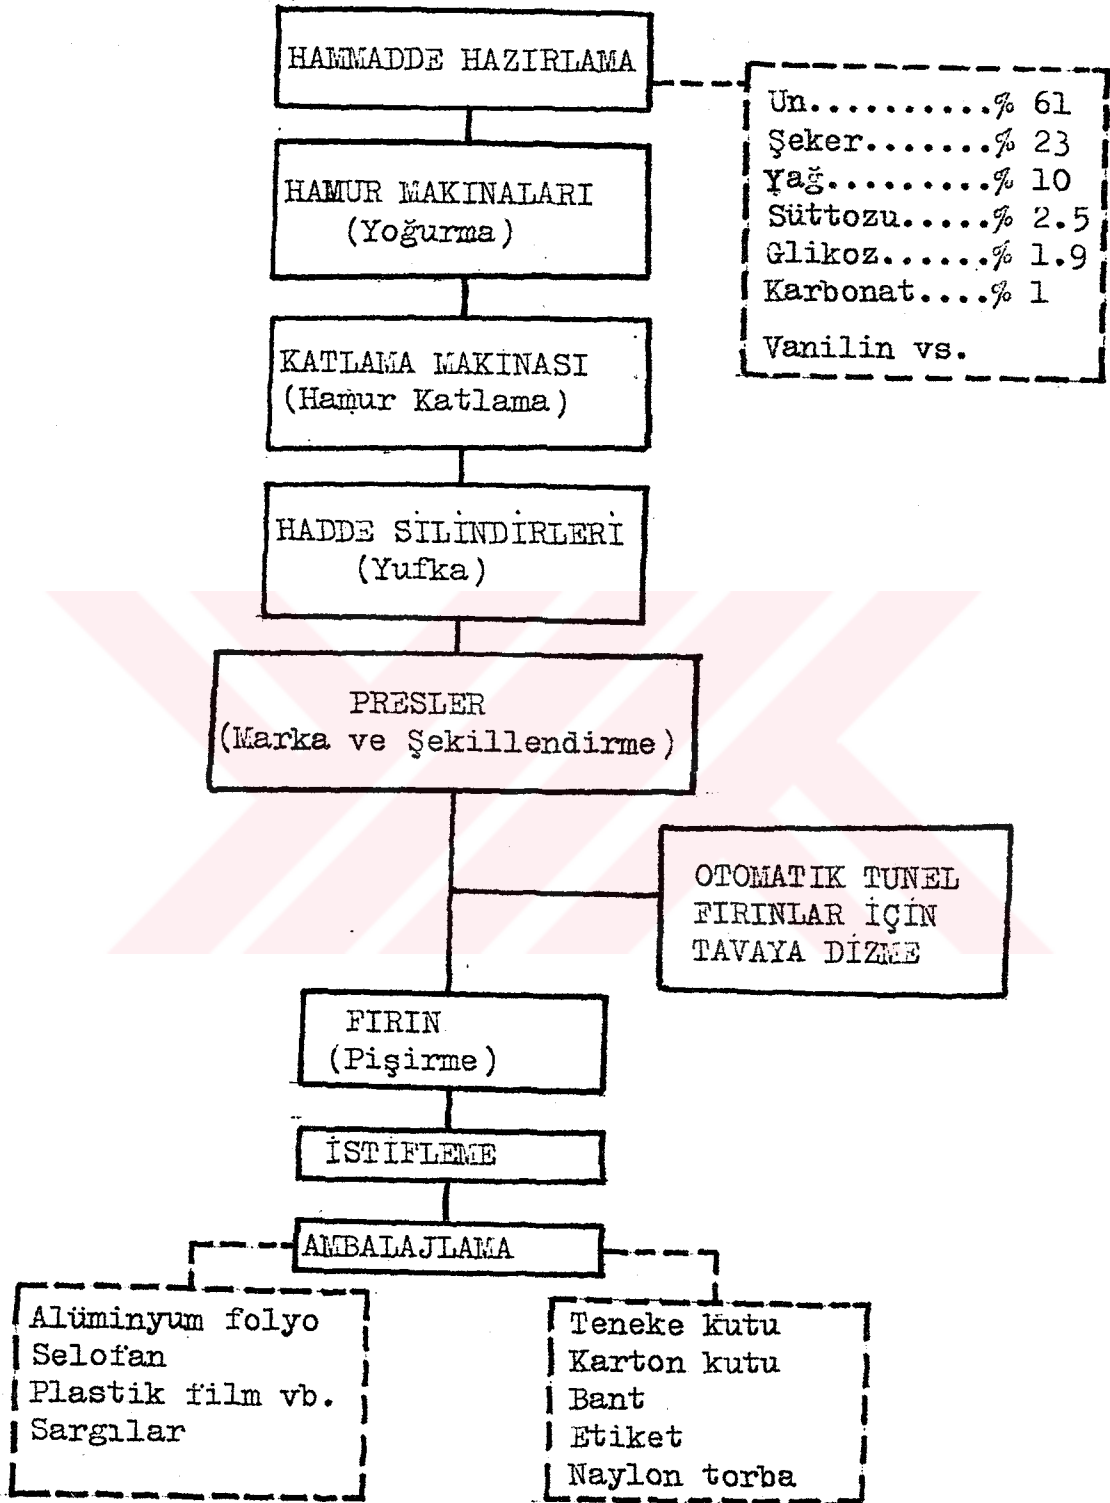 HAMMADDE HAZIRLAMA
Un..........% 61
Şeker.......% 23
Yağ.........% 10
Süttozu.....% 2.5
Glikoz......% 1.9
Karbonat....% 1
Vanilin vs.
HAMUR MAKINALARI
(Yoğurma)
KATLAMA MAKİNASI
(Hamur Katlama)
HADDE SİLİNDİRLERİ
(Yufka)
PRESLER
(Marka ve Şekillendirme)
OTOMATIK TUNEL
FIRINLAR İÇİN
TAVAYA DİZME
FIRIN
(Pişirme)
İSTİFLEME
AMBALAJLAMA
Alüminyum folyo
Selofan
Plastik film vb.
Sargılar
Teneke kutu
Karton kutu
Bant
Etiket
Naylon torba